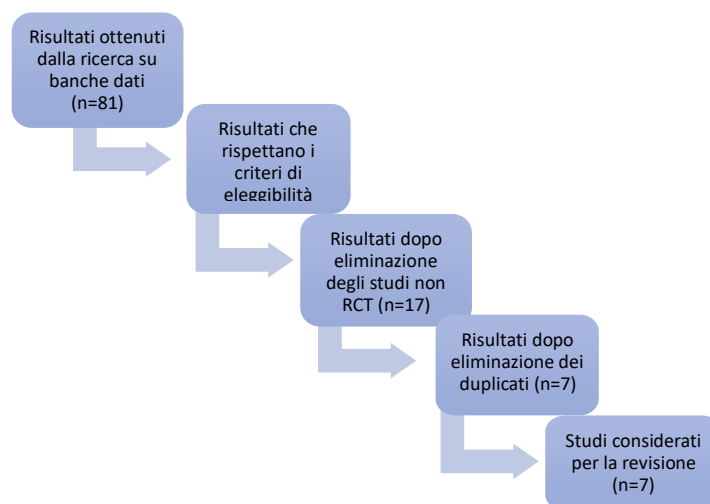 Risultati ottenuti
dalla ricerca su
banche dati
(n=81)
Risultati che
rispettano i
criteri di
eleggibilità
Risultati dopo
eliminazione
degli studi non
RCT (n=17)
Risultati dopo
eliminazione dei
duplicati (n=7)
Studi considerati
per la revisione
(n=7)